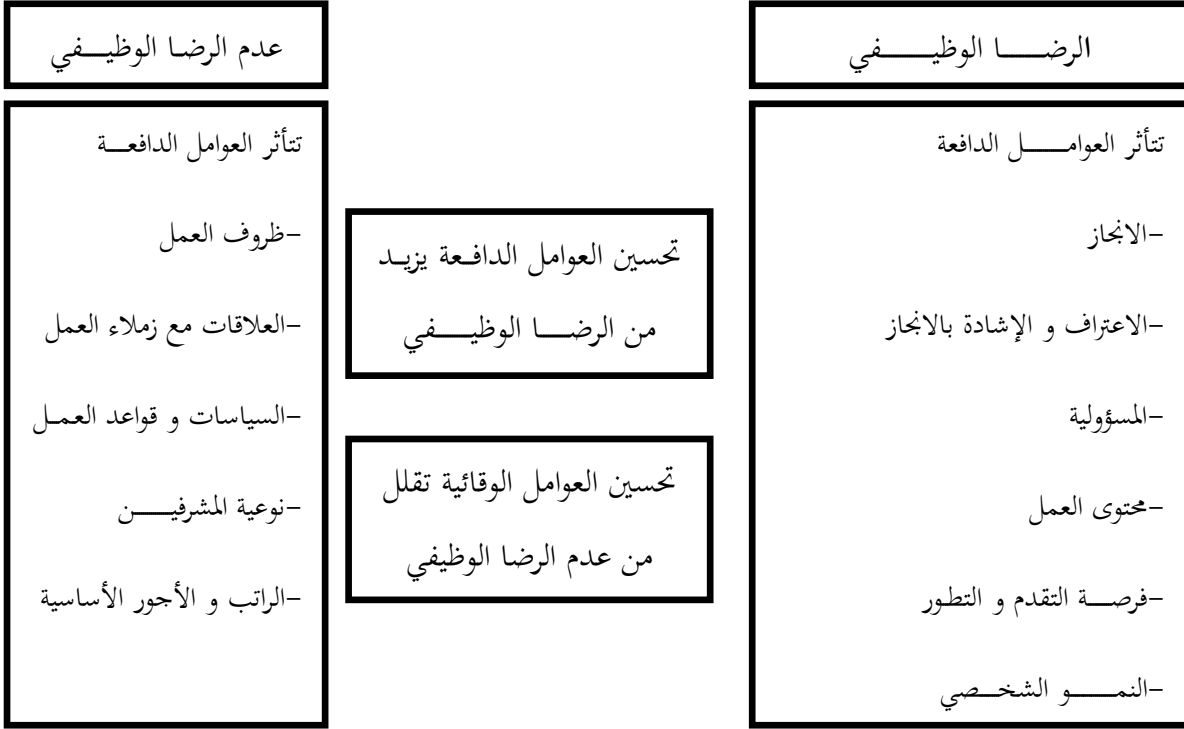 الرضا الوظيفي
تتأثر العوامل الدافعة
-الانجاز
-الاعتراف و الإشادة بالانجاز
-المسؤولية
-محتوى العمل
-فرصة التقدم و التطور
-النمو الشخصي
تحسين العوامل الدافعة يزيد
من الرضا الوظيفي
تحسين العوامل الوقائية تقلل
من عدم الرضا الوظيفي
عدم الرضا الوظيفي
تتأثر العوامل الدافعة
-ظروف العمل
-العلاقات مع زملاء العمل
-السياسات و قواعد العمل
-نوعية المشرفين
-الراتب و الأجور الأساسية